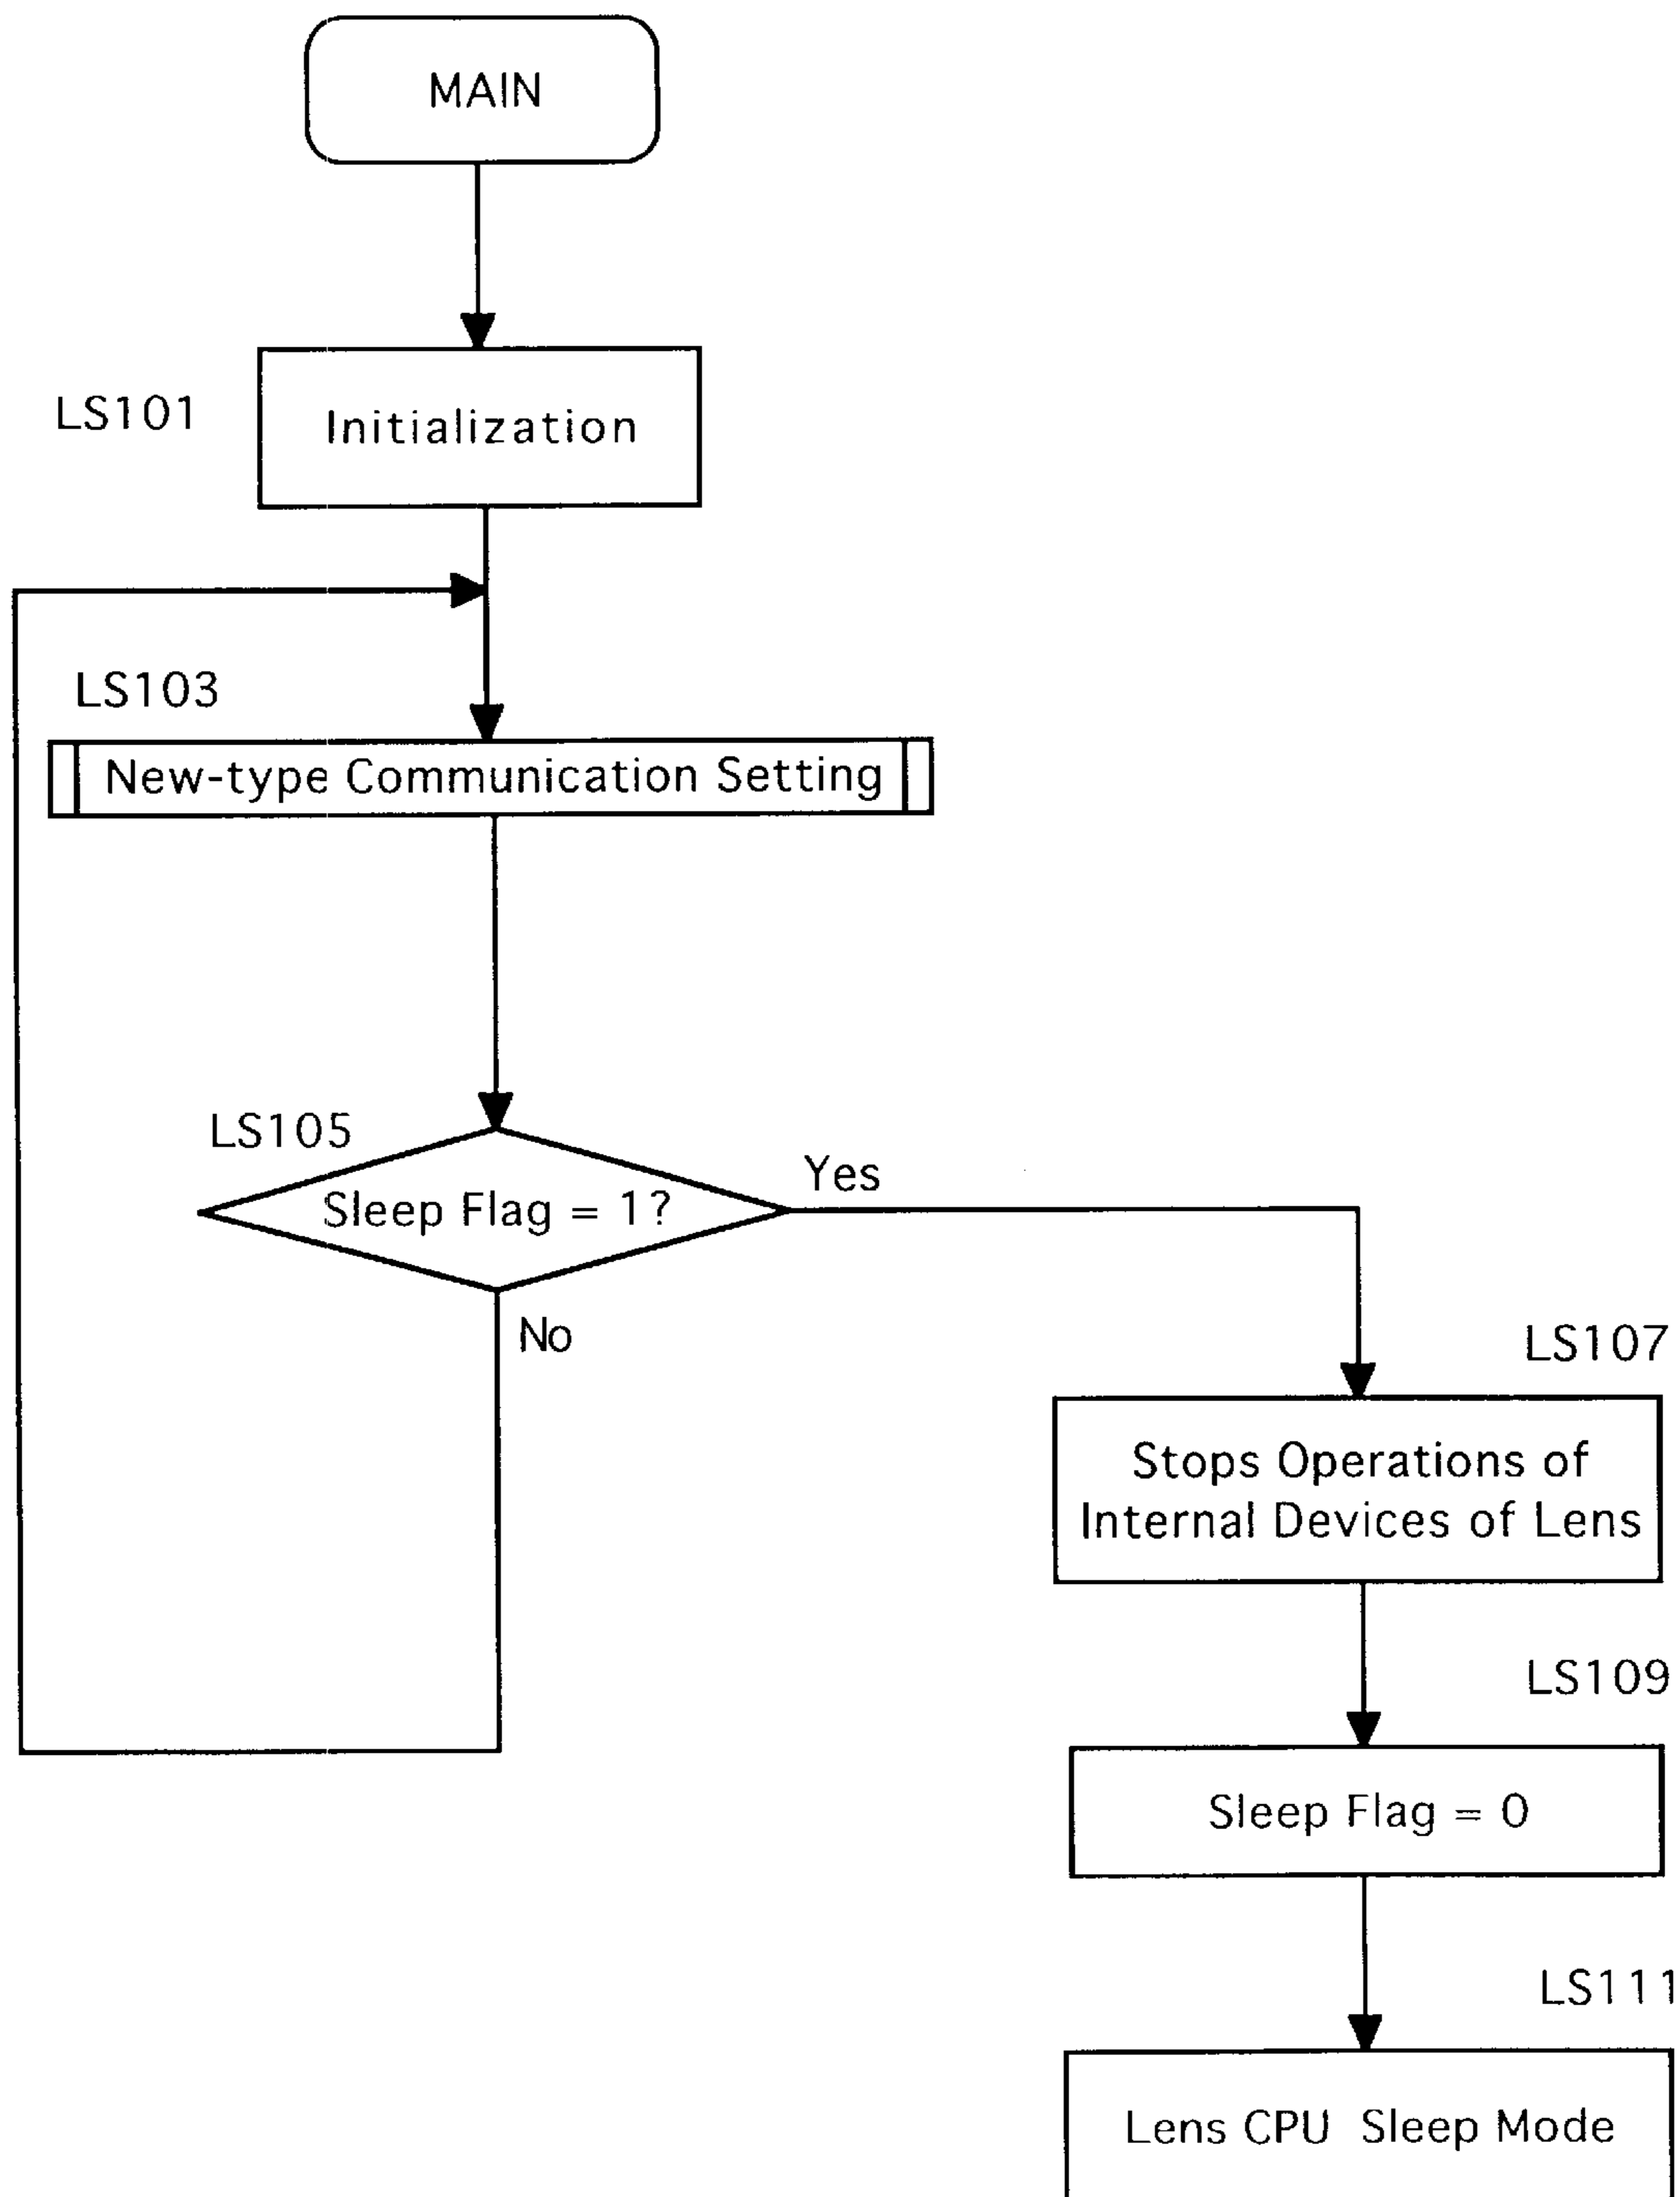 MAIN
LS101
Initialization
LS103
New-type Communication Setting
LS105
Sleep Flag = 1?
Yes
No
LS107
Stops Operations of
Internal Devices of Lens
LS109
Sleep Flag = 0
LS111
Lens CPU Sleep Mode